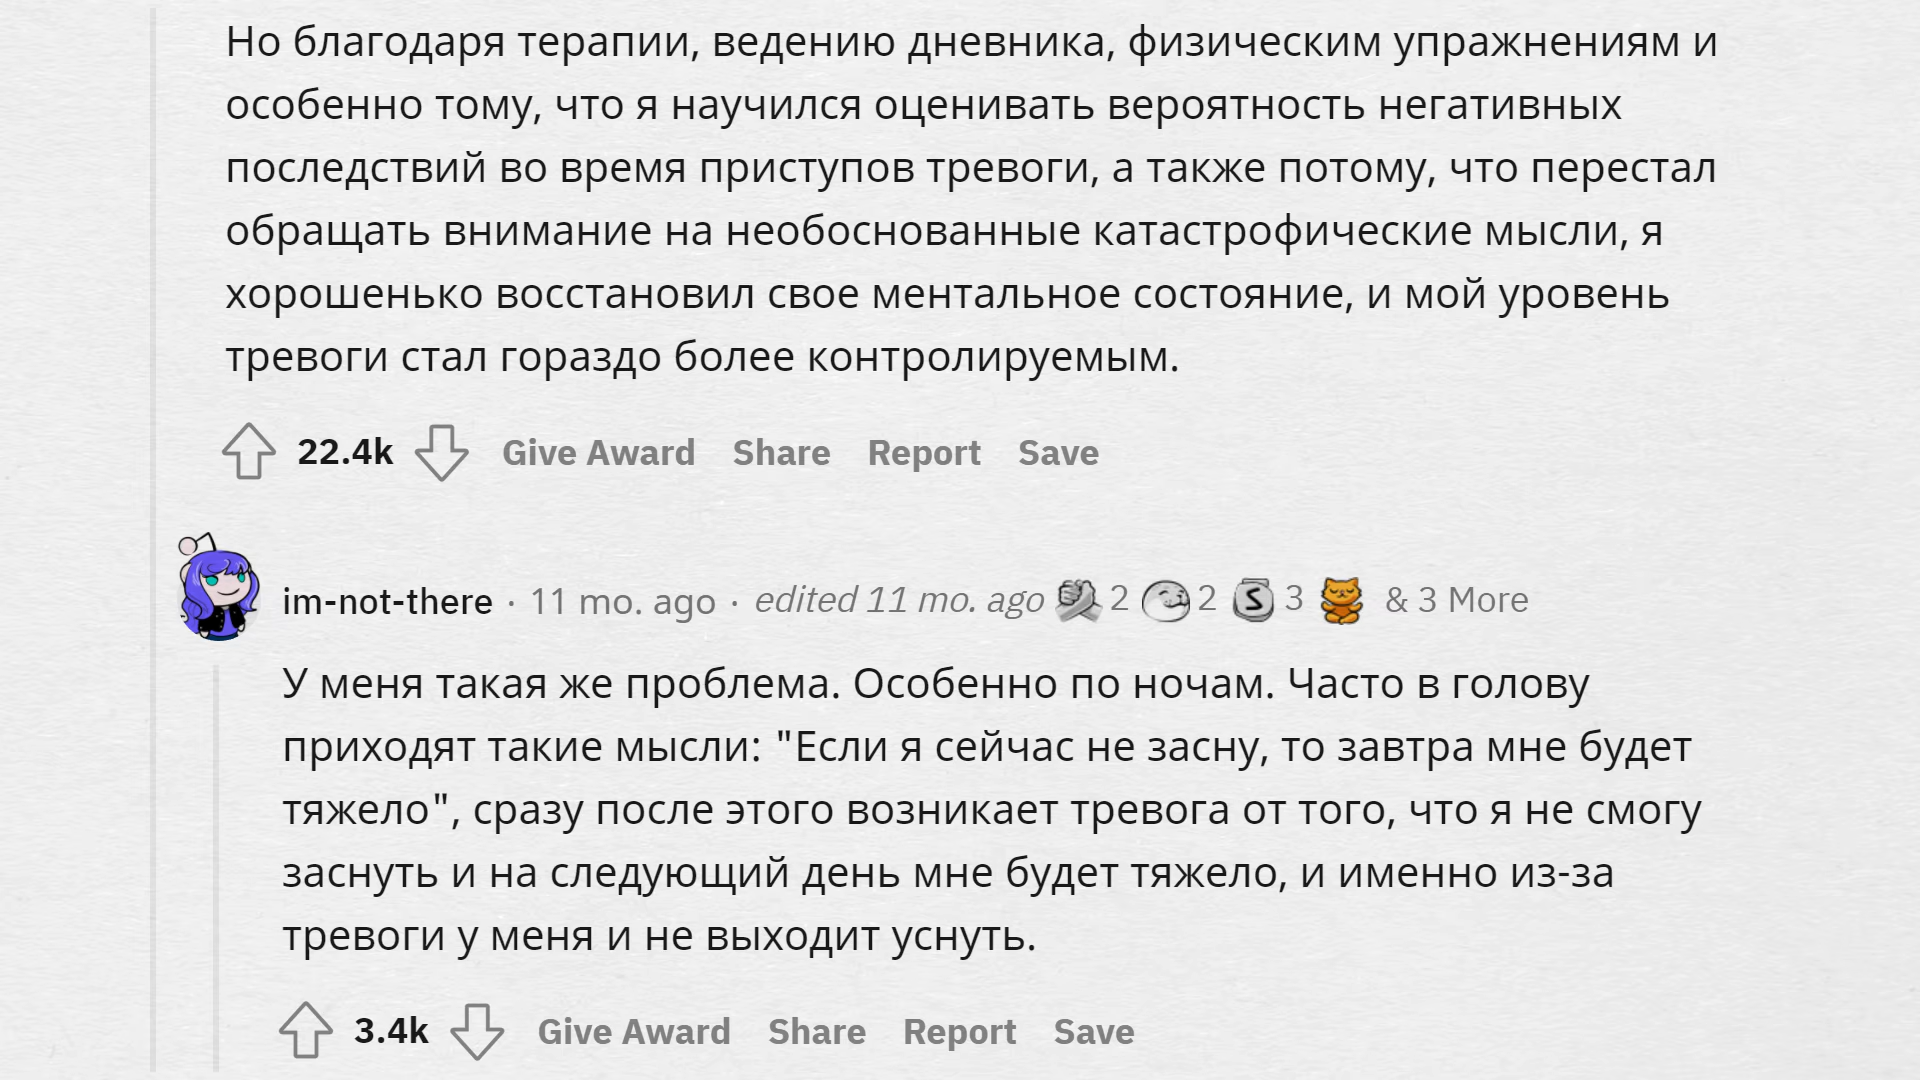 Но благодаря терапии, ведению дневника, физическим упражнениям и
особенно тому, что я научился оценивать вероятность негативных
последствий во время приступов тревоги, а также потому, что перестал
обращать внимание на необоснованные катастрофические мысли, я
хорошенько восстановил свое ментальное состояние, и мой уровень
тревоги стал гораздо более контролируемым.
22.4k Give Award Share Report Save
im-not-there · 11 mo. ago · edited 11 mo. ago 2 2 S 3 & 3 More
У меня такая же проблема. Особенно по ночам. Часто в голову
приходят такие мысли: "Если я сейчас не засну, то завтра мне будет
тяжело", сразу после этого возникает тревога от того, что я не смогу
заснуть и на следующий день мне будет тяжело, и именно из-за
тревоги у меня и не выходит уснуть.
3.4k Give Award Share Report Save